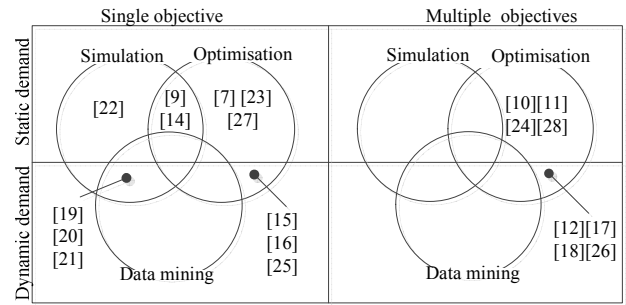 Single objective
Multiple objectives
Static demand
Simulation
Optimisation
[22]
[9]
[14]
[7] [23]
[27]
Simulation
Optimisation
[10][11]
[24][28]
Dynamic demand
[19]
[20]
[21]
[15]
[16]
[25]
Data mining
[12][17]
[18][26]
Data mining